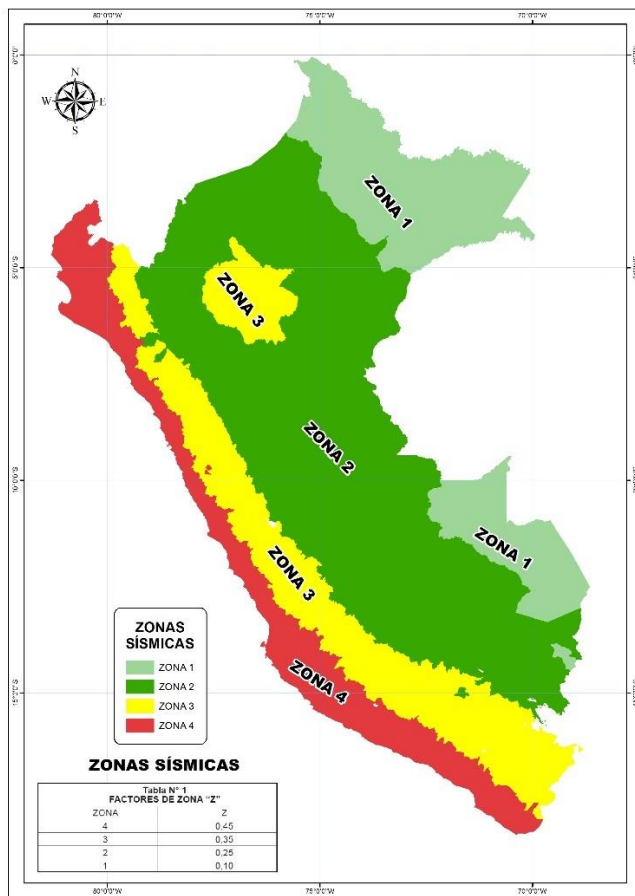 80°0'0"W 75°0'0"W 70°0'0"W
N
W E
S
ZONA 1
ZONA 3
ZONA 2
ZONA 1
ZONA 3
ZONA 4
ZONAS
SÍSMICAS
ZONA 1
ZONA 2
ZONA 3
ZONA 4
ZONAS SÍSMICAS
Tabla N° 1
FACTORES DE ZONA "Z"
ZONA Z
4 0,45
3 0,35
2 0,25
1 0,10
80°0'0"W 75°0'0"W 70°0'0"W